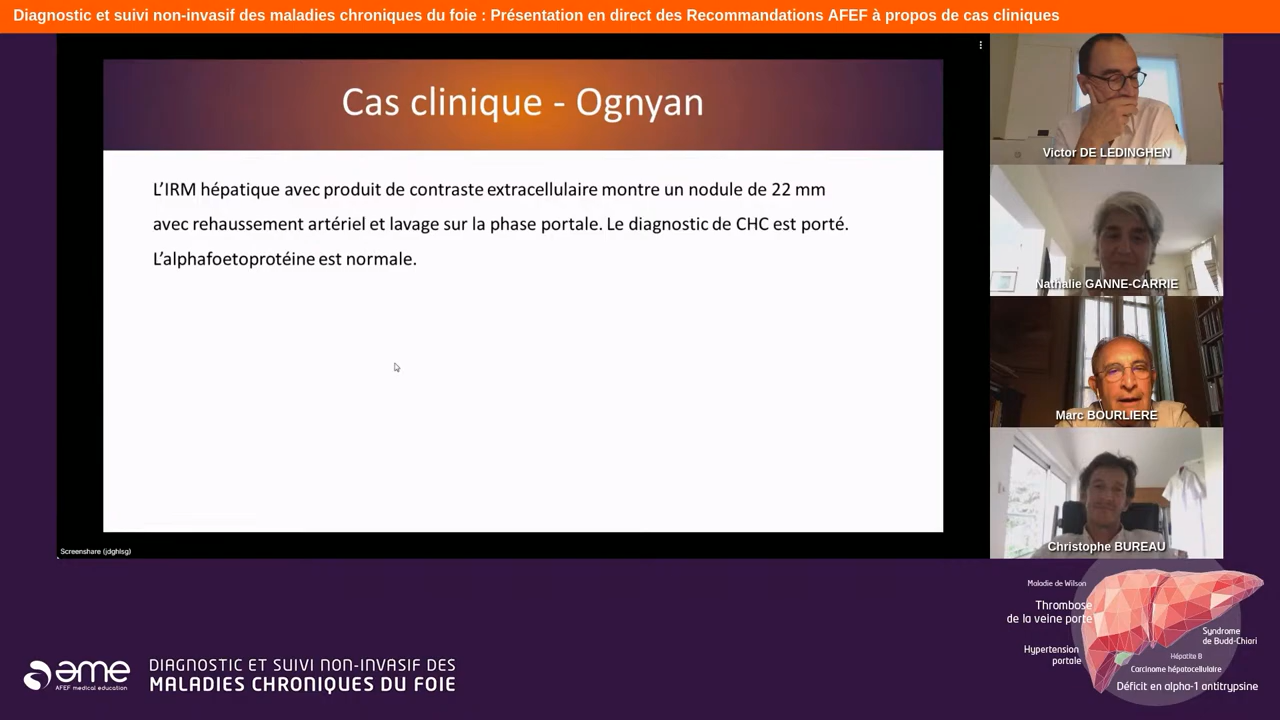 Diagnostic et suivi non-invasif des maladies chroniques du foie : Présentation en direct des Recommandations AFEF à propos de cas cliniques
Cas clinique - Ognyan
L'IRM hépatique avec produit de contraste extracellulaire montre un nodule de 22 mm
avec rehaussement artériel et lavage sur la phase portale. Le diagnostic de CHC est porté.
L'alphafoetoprotéine est normale.
Screenshare (jdghlsg)
Victor DE LEDINGHEN
Nathalie GANNE-CARRIE
Marc BOURLIERE
Christophe BUREAU
Maladie de Wilson
Thrombose
de la veine porte
Syndrome
de Budd-Chiori
Hypertension
portale
Hépatite B
Carcinome hépatocellulaire
Déficit en alpha-1 antitrypsine
ame
AFEF medical education
DIAGNOSTIC ET SUIVI NON-INVASIF DES
MALADIES CHRONIQUES DU FOIE